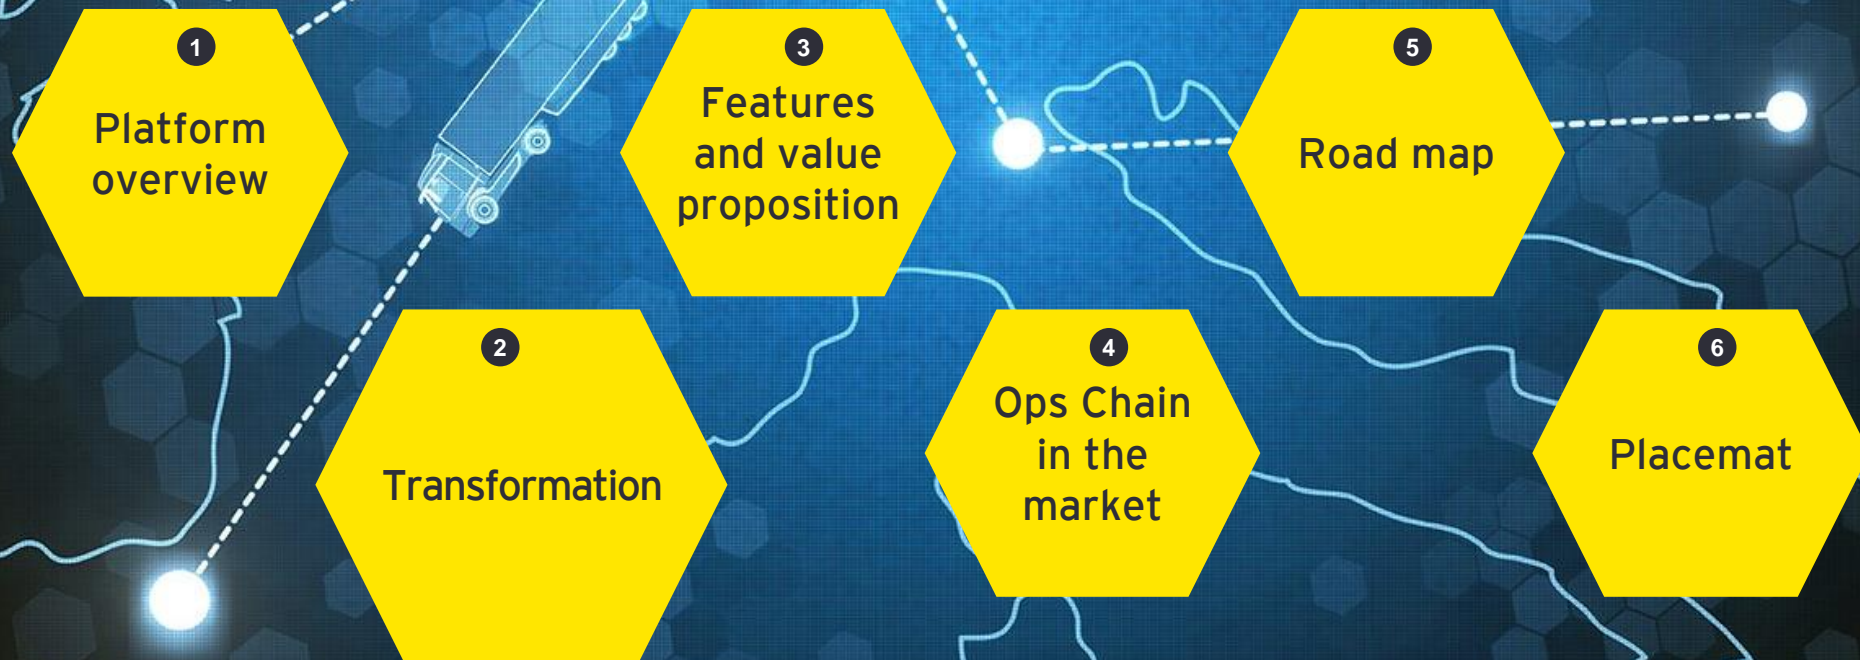 1
Platform
overview
2
Transformation
3
Features
and value
proposition
4
Ops Chain
in the
market
5
Road map
6
Placemat